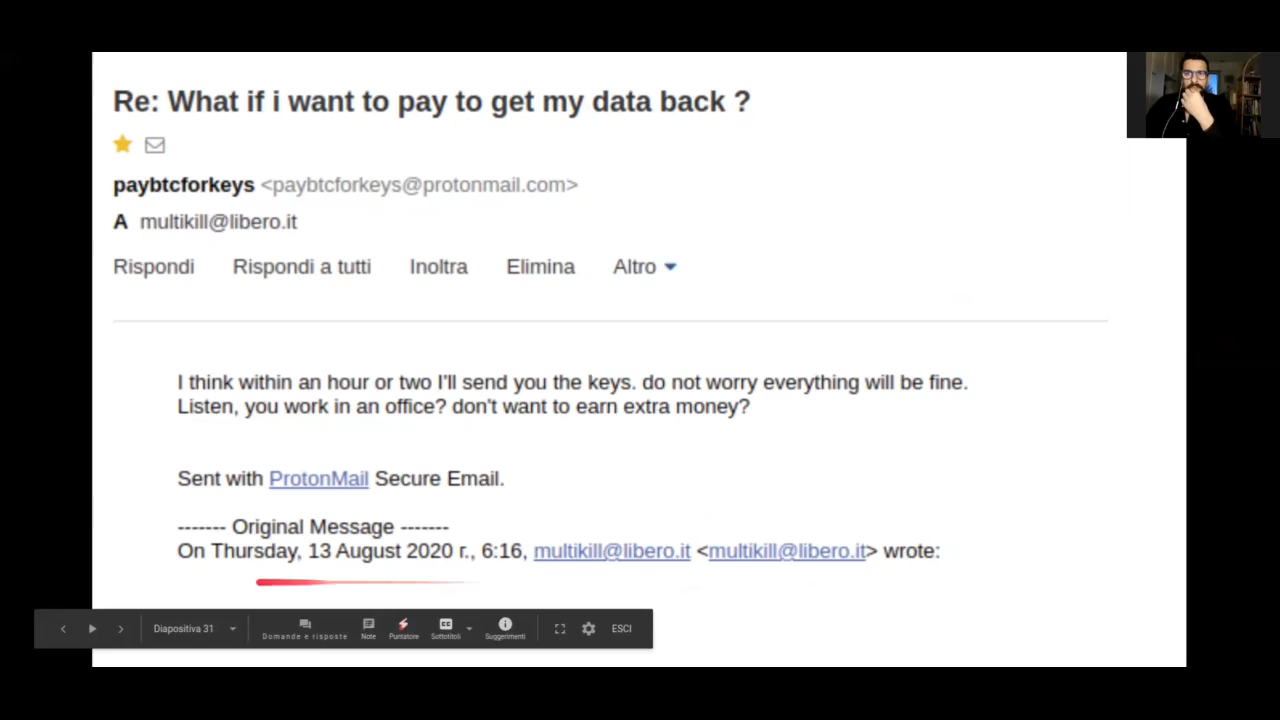 Re: What if i want to pay to get my data back ?
paybtcforkeys <paybtcforkeys@protonmail.com>
A multikill@libero.it
Rispondi Rispondi a tutti Inoltra Elimina Altro
I think within an hour or two I'll send you the keys. do not worry everything will be fine.
Listen, you work in an office? don't want to earn extra money?
Sent with ProtonMail Secure Email.
------- Original Message -------
On Thursday, 13 August 2020 г., 6:16, multikill@libero.it <multikill@libero.it> wrote:
Diapositiva 31 Domande e risposte Note Puntatore CC Sottotitoli Suggerimenti ESCI